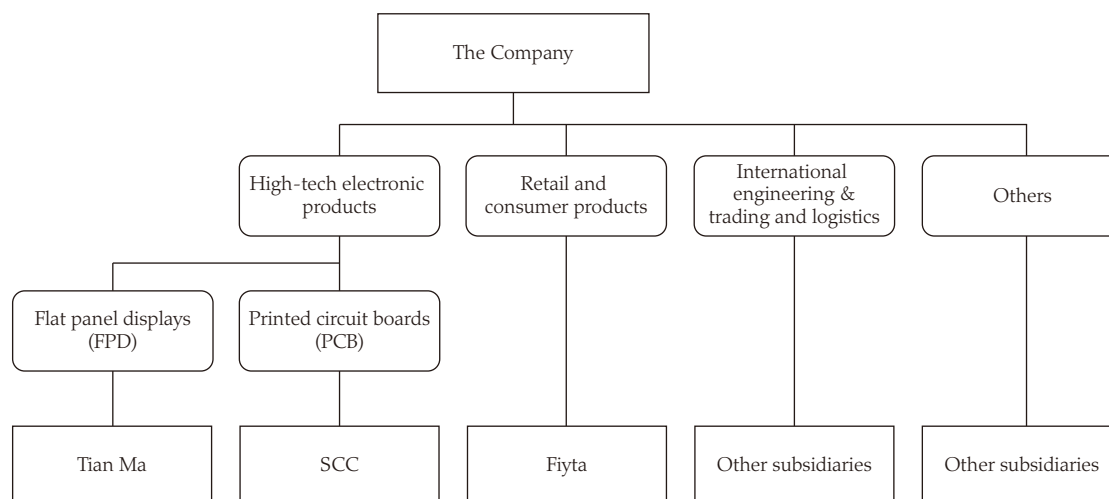 The Company
High-tech electronic
products
Retail and
consumer products
International
engineering &
trading and logistics
Others
Flat panel displays
(FPD)
Printed circuit boards
(PCB)
Tian Ma
SCC
Fiyta
Other subsidiaries
Other subsidiaries